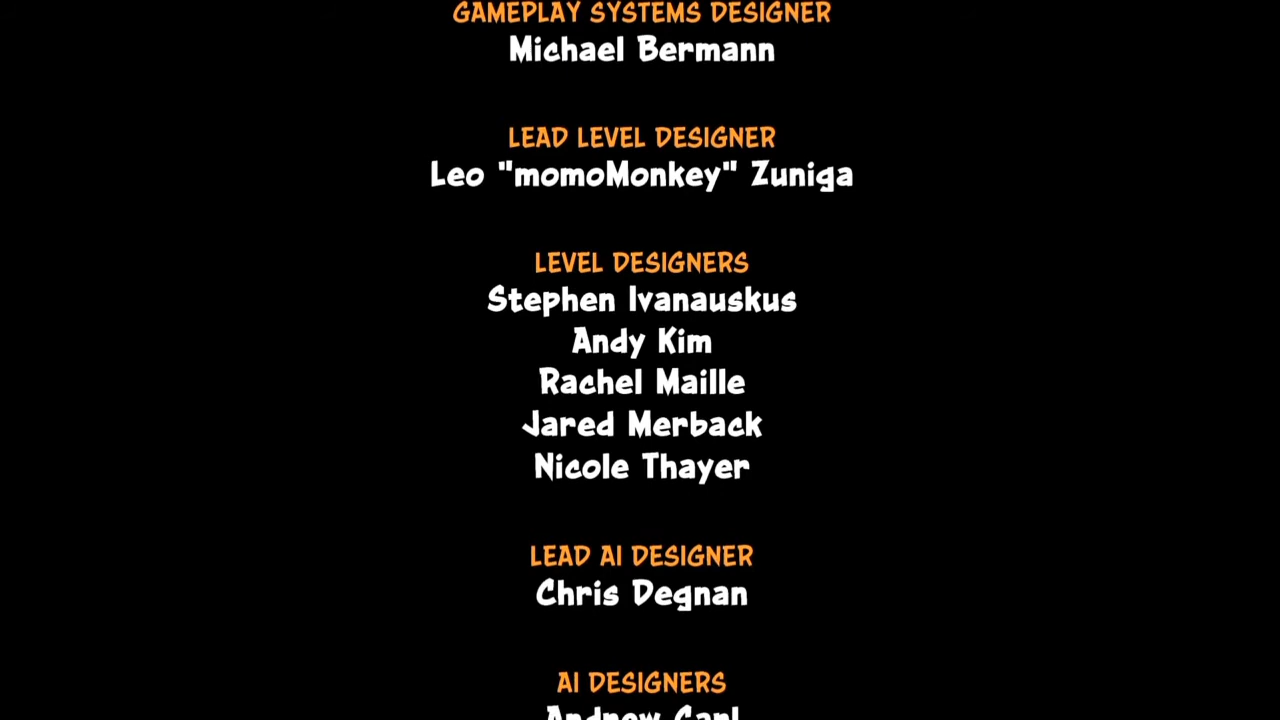 GAMEPLAY SYSTEMS DESIGNER
Michael Bermann
LEAD LEVEL DESIGNER
Leo "momoMonkey" Zuniga
LEVEL DESIGNERS
Stephen Ivanauskus
Andy Kim
Rachel Maille
Jared Merback
Nicole Thayer
LEAD AI DESIGNER
Chris Degnan
AI DESIGNERS
Andrew